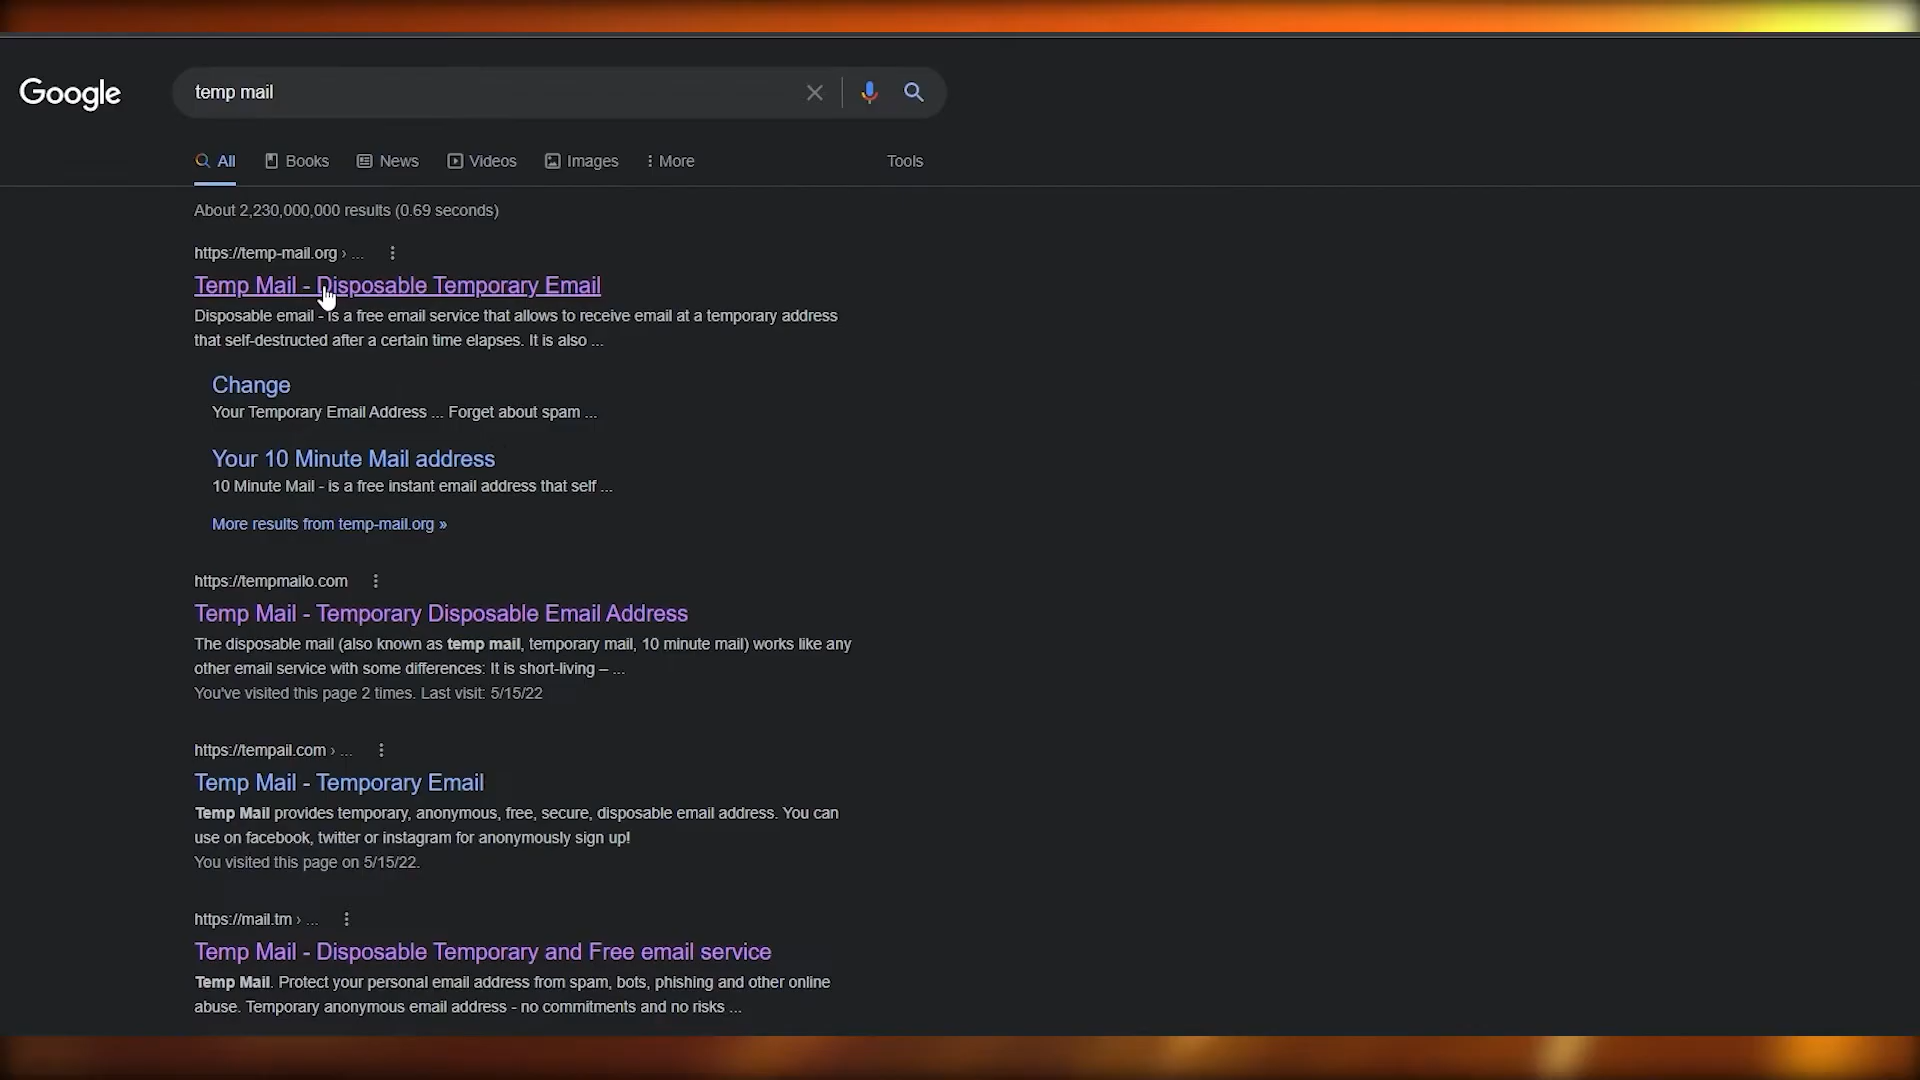 Google
temp mail
All Books News Videos Images More Tools
About 2,230,000,000 results (0.69 seconds)
https://temp-mail.org › ...
Temp Mail - Disposable Temporary Email
Disposable email - is a free email service that allows to receive email at a temporary address
that self-destructed after a certain time elapses. It is also ...
Change
Your Temporary Email Address ... Forget about spam ...
Your 10 Minute Mail address
10 Minute Mail - is a free instant email address that self ...
More results from temp-mail.org »
https://tempmailo.com
Temp Mail - Temporary Disposable Email Address
The disposable mail (also known as temp mail, temporary mail, 10 minute mail) works like any
other email service with some differences: It is short-living – ...
You've visited this page 2 times. Last visit: 5/15/22
https://tempail.com › ...
Temp Mail - Temporary Email
Temp Mail provides temporary, anonymous, free, secure, disposable email address. You can
use on facebook, twitter or instagram for anonymously sign up!
You visited this page on 5/15/22.
https://mail.tm › ...
Temp Mail - Disposable Temporary and Free email service
Temp Mail. Protect your personal email address from spam, bots, phishing and other online
abuse. Temporary anonymous email address - no commitments and no risks ...